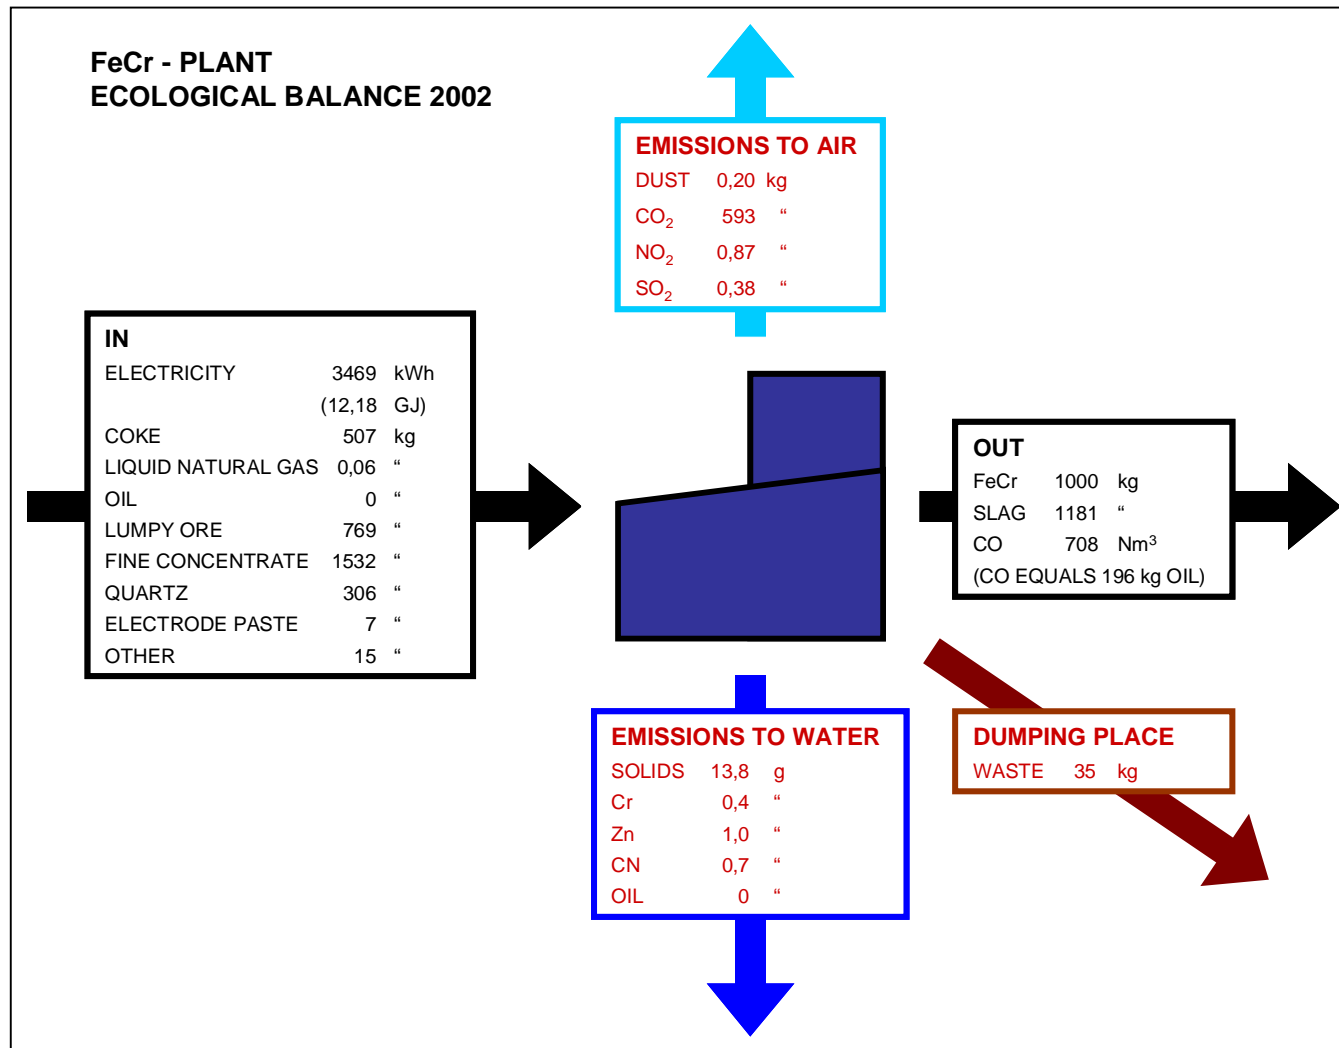 FeCr - PLANT
ECOLOGICAL BALANCE 2002
EMISSIONS TO AIR
DUST 0,20 kg
CO2 593 “
NO2 0,87 “
SO2 0,38 “
IN
ELECTRICITY 3469 kWh
(12,18 GJ)
COKE 507 kg
LIQUID NATURAL GAS 0,06 “
OIL 0 “
LUMPY ORE 769 “
FINE CONCENTRATE 1532 “
QUARTZ 306 “
ELECTRODE PASTE 7 “
OTHER 15 “
OUT
FeCr 1000 kg
SLAG 1181 “
CO 708 Nm³
(CO EQUALS 196 kg OIL)
EMISSIONS TO WATER
SOLIDS 13,8 g
Cr 0,4 “
Zn 1,0 “
CN 0,7 “
OIL 0 “
DUMPING PLACE
WASTE 35 kg